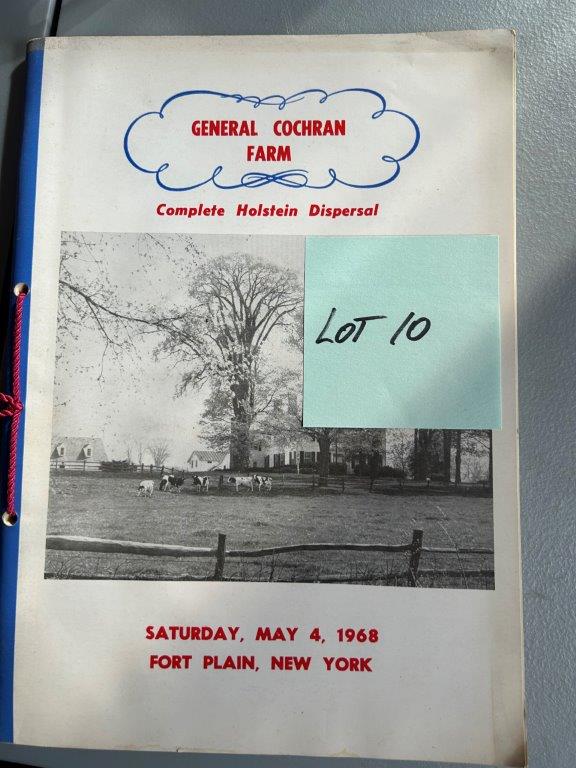 GENERAL COCHRAN
FARM
Complete Holstein Dispersal
LOT 10
SATURDAY, MAY 4, 1968
FORT PLAIN, NEW YORK